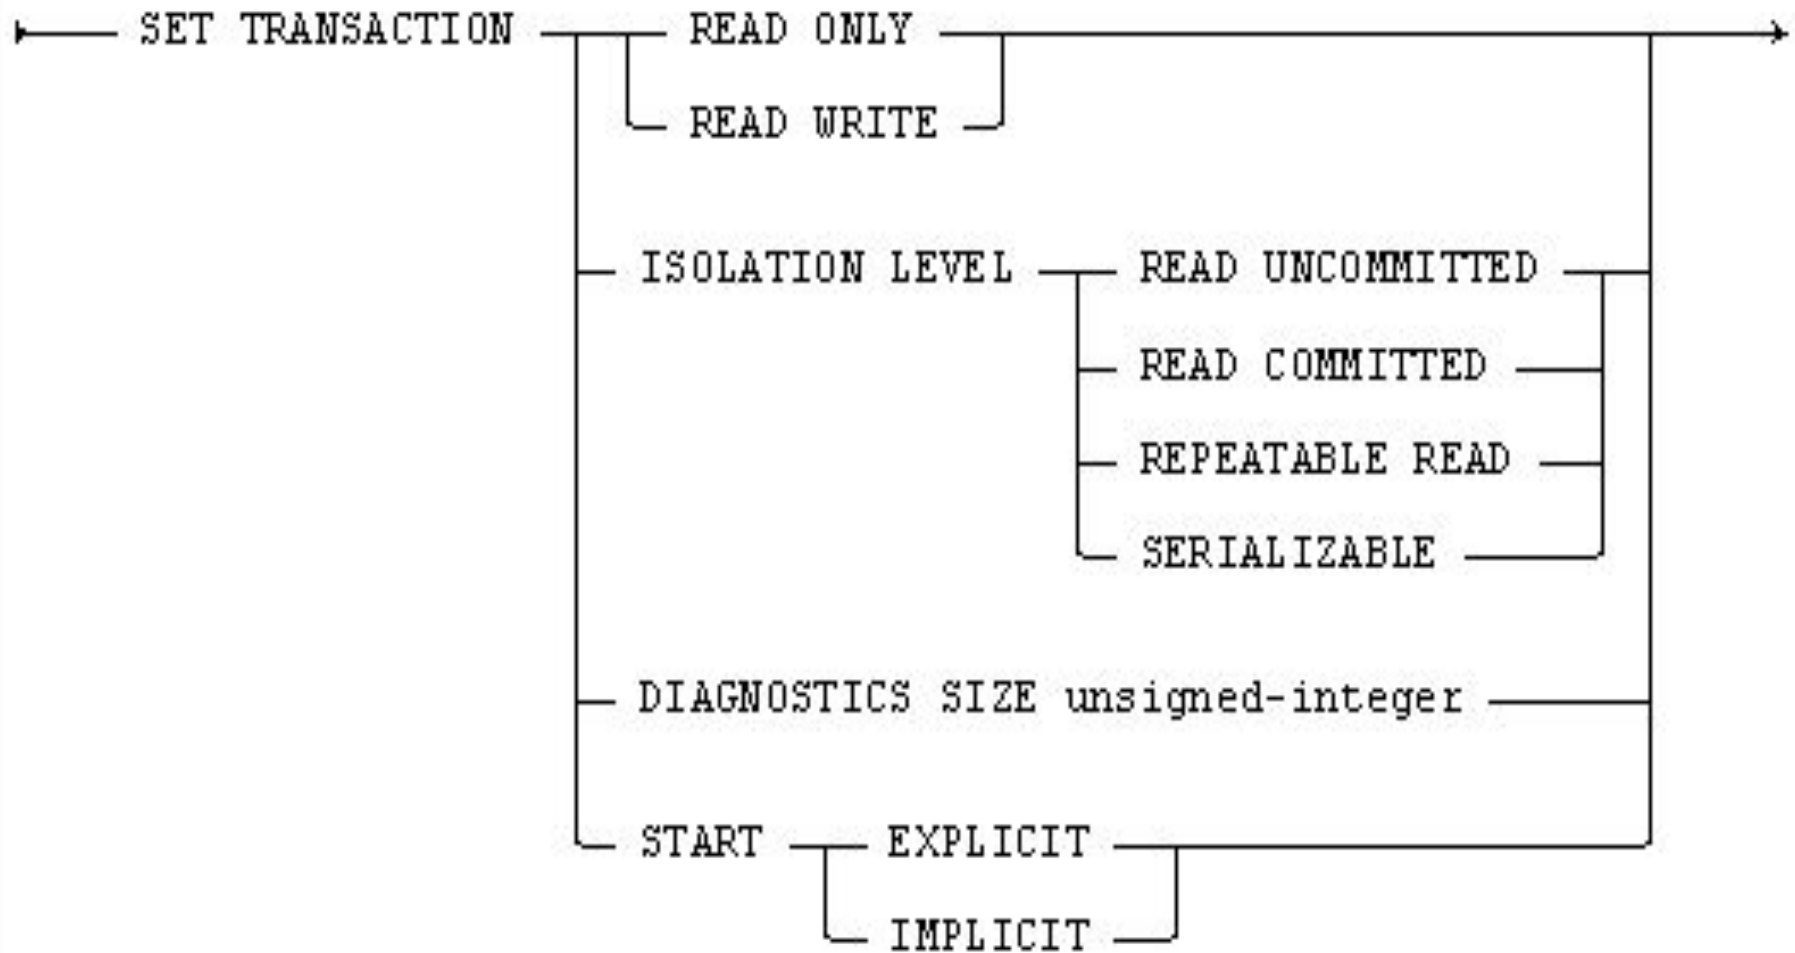 SET TRANSACTION READ ONLY
READ WRITE
ISOLATION LEVEL READ UNCOMMITTED
READ COMMITTED
REPEATABLE READ
SERIALIZABLE
DIAGNOSTICS SIZE unsigned-integer
START EXPLICIT
IMPLICIT